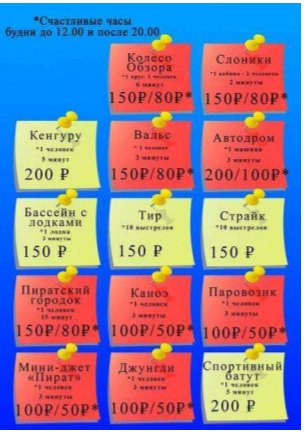 *Счастливые часы
будни до 12.00 и после 20.00
Колесо
Обзора
*1 круг, 1 человек
6 минут
150₽/80₽*
Слоники
*1 кабина - 2 человека
2 минуты
150₽/80₽*
Кенгуру
*1 человек
5 минут
200 ₽
Вальс
*1 человек
3 минуты
150₽/80₽*
Автодром
*1 машина
3 минуты
200/100₽*
Бассейн с
лодками
*1 лодка
3 минуты
150 ₽
Тир
*10 выстрелов
150 ₽
Страйк
*10 выстрелов
150 ₽
Пиратский
городок
*1 человек
15 минут
150₽/80₽*
Каноэ
*1 человек
3 минуты
100₽/50₽*
Паровозик
*1 человек
3 минуты
100₽/50₽*
Мини-джет
«Пират»
*1 человек
3 минуты
100₽/50₽*
Джунгли
*1 человек
3 минуты
100₽/50₽*
Спортивный
батут
*1 человек
5 минут
200 ₽